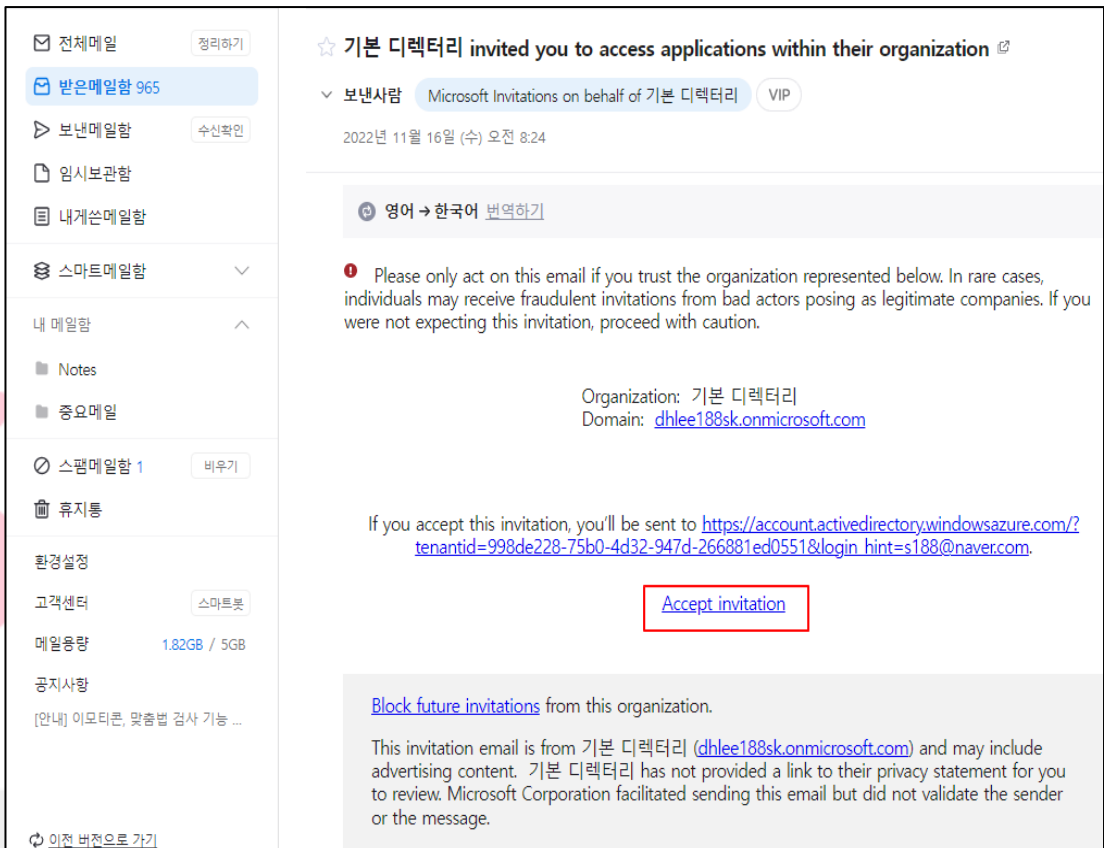 전체메일 정리하기
받은메일함 965
보낸메일함 수신확인
임시보관함
내게쓴메일함
스마트메일함
내 메일함
Notes
중요메일
스팸메일함 1 비우기
휴지통
환경설정
고객센터 스마트봇
메일용량 1.82GB / 5GB
공지사항
[안내] 이모티콘, 맞춤법 검사 기능 ...
이전 버전으로 가기
기본 디렉터리 invited you to access applications within their organization
보낸사람 Microsoft Invitations on behalf of 기본 디렉터리 VIP
2022년 11월 16일 (수) 오전 8:24
영어 → 한국어 번역하기
Please only act on this email if you trust the organization represented below. In rare cases,
individuals may receive fraudulent invitations from bad actors posing as legitimate companies. If you
were not expecting this invitation, proceed with caution.
Organization: 기본 디렉터리
Domain: dhlee188sk.onmicrosoft.com
If you accept this invitation, you'll be sent to https://account.activedirectory.windowsazure.com/?
tenantid=998de228-75b0-4d32-947d-266881ed0551&login_hint=s188@naver.com.
Accept invitation
Block future invitations from this organization.
This invitation email is from 기본 디렉터리 (dhlee188sk.onmicrosoft.com) and may include
advertising content. 기본 디렉터리 has not provided a link to their privacy statement for you
to review. Microsoft Corporation facilitated sending this email but did not validate the sender
or the message.